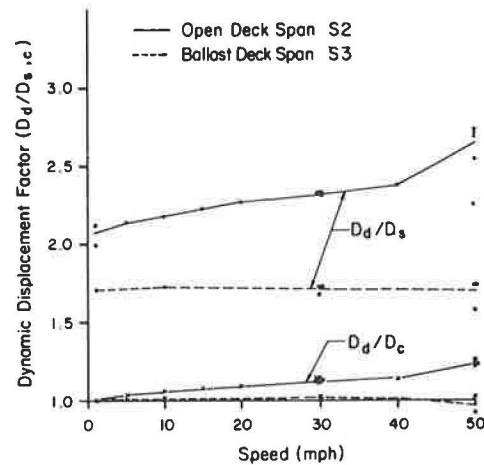 Open Deck Span S2
Ballast Deck Span S3
Dynamic Displacement Factor (Dd/Ds,c)
3.0
2.5
2.0
1.5
1.0
Dd/Ds
Dd/Dc
0
10
20
30
40
50
Speed (mph)